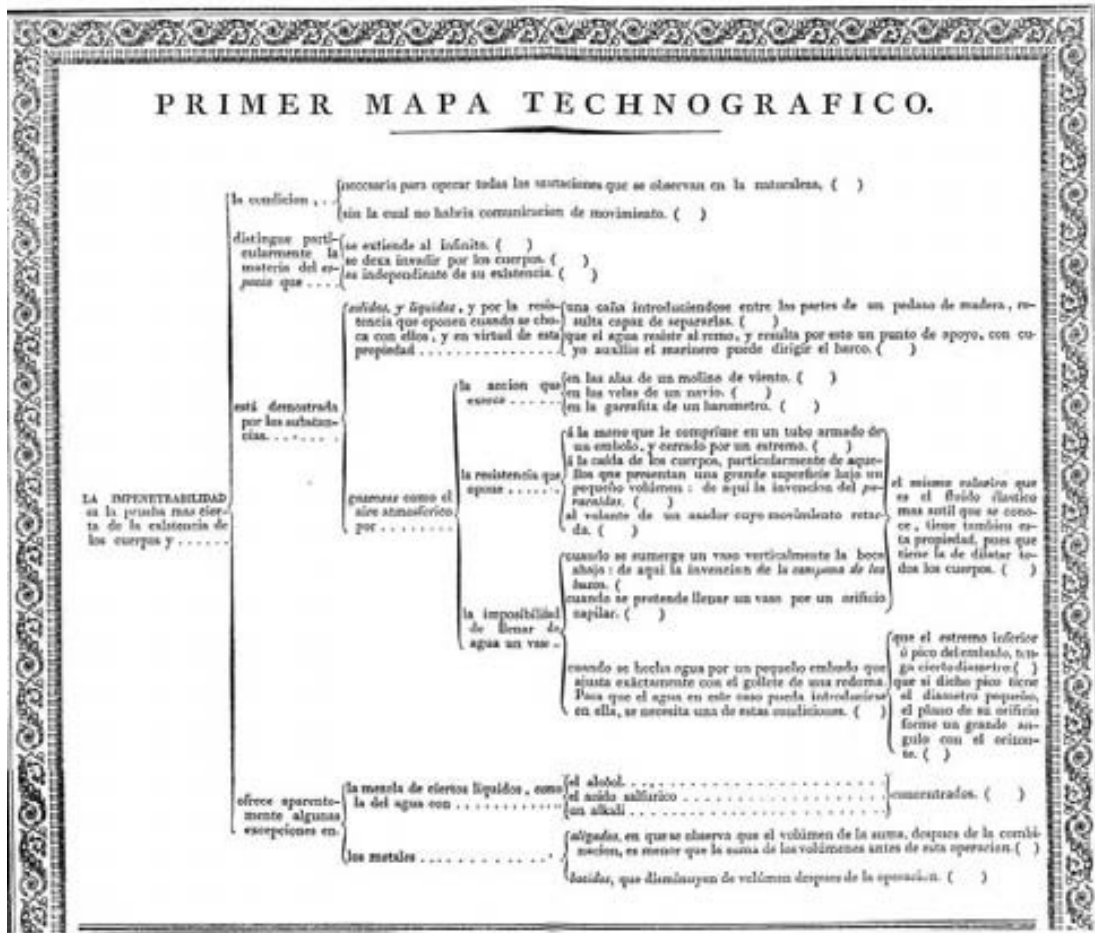 PRIMER MAPA TECHNOGRAFICO.
LA IMPENETRABILIDAD
es la prueba mas cier-
ta de la existencia de
los cuerpos y ......
la condicion, ..
necesaria para operar todas las mutaciones que se observan en la naturaleza. ( )
sin la cual no habria comunicacion de movimiento. ( )
distingue parti-
cularmente la
materia del es-
pacio que ....
se extiende al infinito. ( )
se dexa invadir por los cuerpos. ( )
es independinate de su existencia. ( )
está demostrada
por los substan-
cias. ......
solidas, y liquidas, y por la resis-
tencia que oponen cuando se cho-
ca con ellos, y en virtud de esta
propiedad ..............
una caña introduciendose entre las partes de un pedazo de madera, re-
sulta capaz de separarlas. ( )
que el agua resiste al remo, y resulta por esto un punto de apoyo, con cu-
yo auxilio el marinero puede dirigir el barco. ( )
gaseosas como el
aire atmosferico
por .........
la accion que
exerce ......
en las alas de un molino de viento. ( )
en las velas de un navio. ( )
en la garrafita de un barometro. ( )
la resistencia que
opone ......
á la mano que le comprime en un tubo armado de
un embolo, y cerrado por un estremo. ( )
á la caida de los cuerpos, particularmente de aque-
llos que presentan una grande superficie baxo un
pequeño volúmen: de aqui la invencion del pa-
racaidas. ( )
al volante de un asador cuyo movimiento retar-
da. ( )
la imposibilidad
de llenar de
agua un vaso .
cuando se sumerge un vaso verticalmente la boca
abajo: de aqui la invencion de la campana de los
buzos. (
cuando se pretende llenar un vaso por un orificio
capilar. ( )
el mismo calorico que
es el fluido elastico
mas sutil que se cono-
ce, tiene tambien es-
ta propiedad, pues que
tiene la de dilatar to-
dos los cuerpos. ( )
cuando se hecha agua por un pequeño embudo que
ajusta exâctamente con el gollete de una redoma.
Para que el agua en este caso pueda introducirse
en ella, se necesita una de estas condiciones. ( )
que el estremo inferior
ó pico del embudo, ten-
ga cierto diametro. ( )
que si dicho pico tiene
el diametro pequeño,
el plano de su orificio
forme un grande an-
gulo con el orizon-
te. ( )
ofrece aparente-
mente algunas
excepciones en.
la mezcla de ciertos liquidos, como
la del agua con ............
el alcool. ..................
el acido sulfurico ..............
un alkali ..................
concentrados. ( )
los metales ..............
aligados, en que se observa que el volúmen de la suma, despues de la combi-
nacion, es menor que la suma de los volúmenes antes de esta operacion. ( )
batidos, que disminuyen de volúmen despues de la operacion. ( )